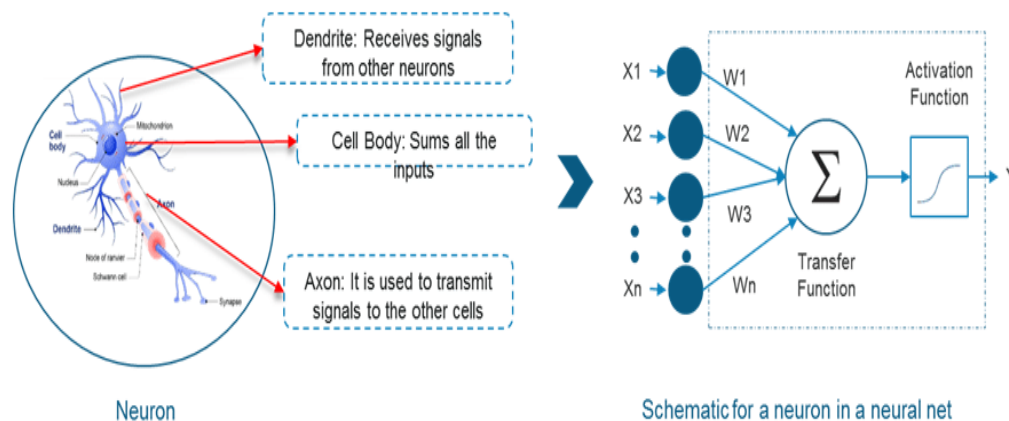 Dendrite: Receives signals
from other neurons
Mitochondrion
Cell
body
Cell Body: Sums all the
inputs
Nucleus
Axon
Dendrite
Node of ranvier
Schwann cell
Synapse
Axon: It is used to transmit
signals to the other cells
Neuron
X1
W1
Activation
Function
X2
W2
Σ
Y
X3
W3
Transfer
Function
Xn
Wn
Schematic for a neuron in a neural net